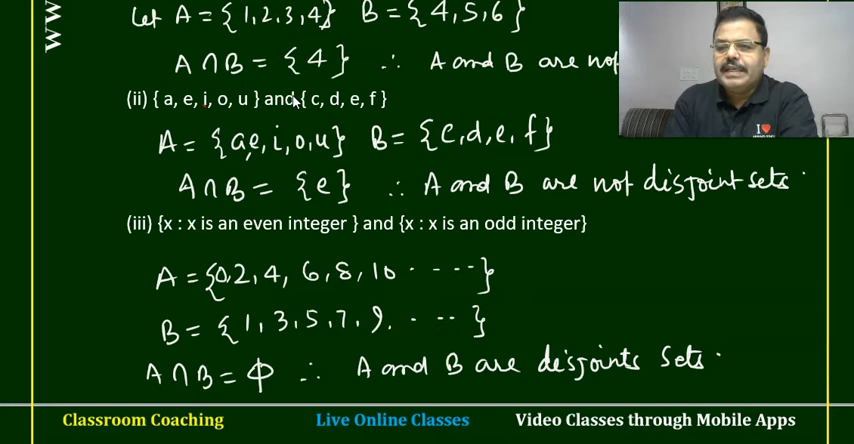 WW
Let A = {1,2,3,4} B = {4,5,6}
A ∩ B = {4} ∴ A and B are not
(ii) { a, e, i, o, u } and { c, d, e, f }
A = {a,e,i,o,u} B = {c,d,e,f}
A ∩ B = {e} ∴ A and B are not disjoint sets.
(iii) {x : x is an even integer } and {x : x is an odd integer}
A = {0,2,4,6,8,10.....}
B = {1,3,5,7,9.....}
A ∩ B = ϕ ∴ A and B are disjoints sets.
I ❤
Classroom Coaching Live Online Classes Video Classes through Mobile Apps